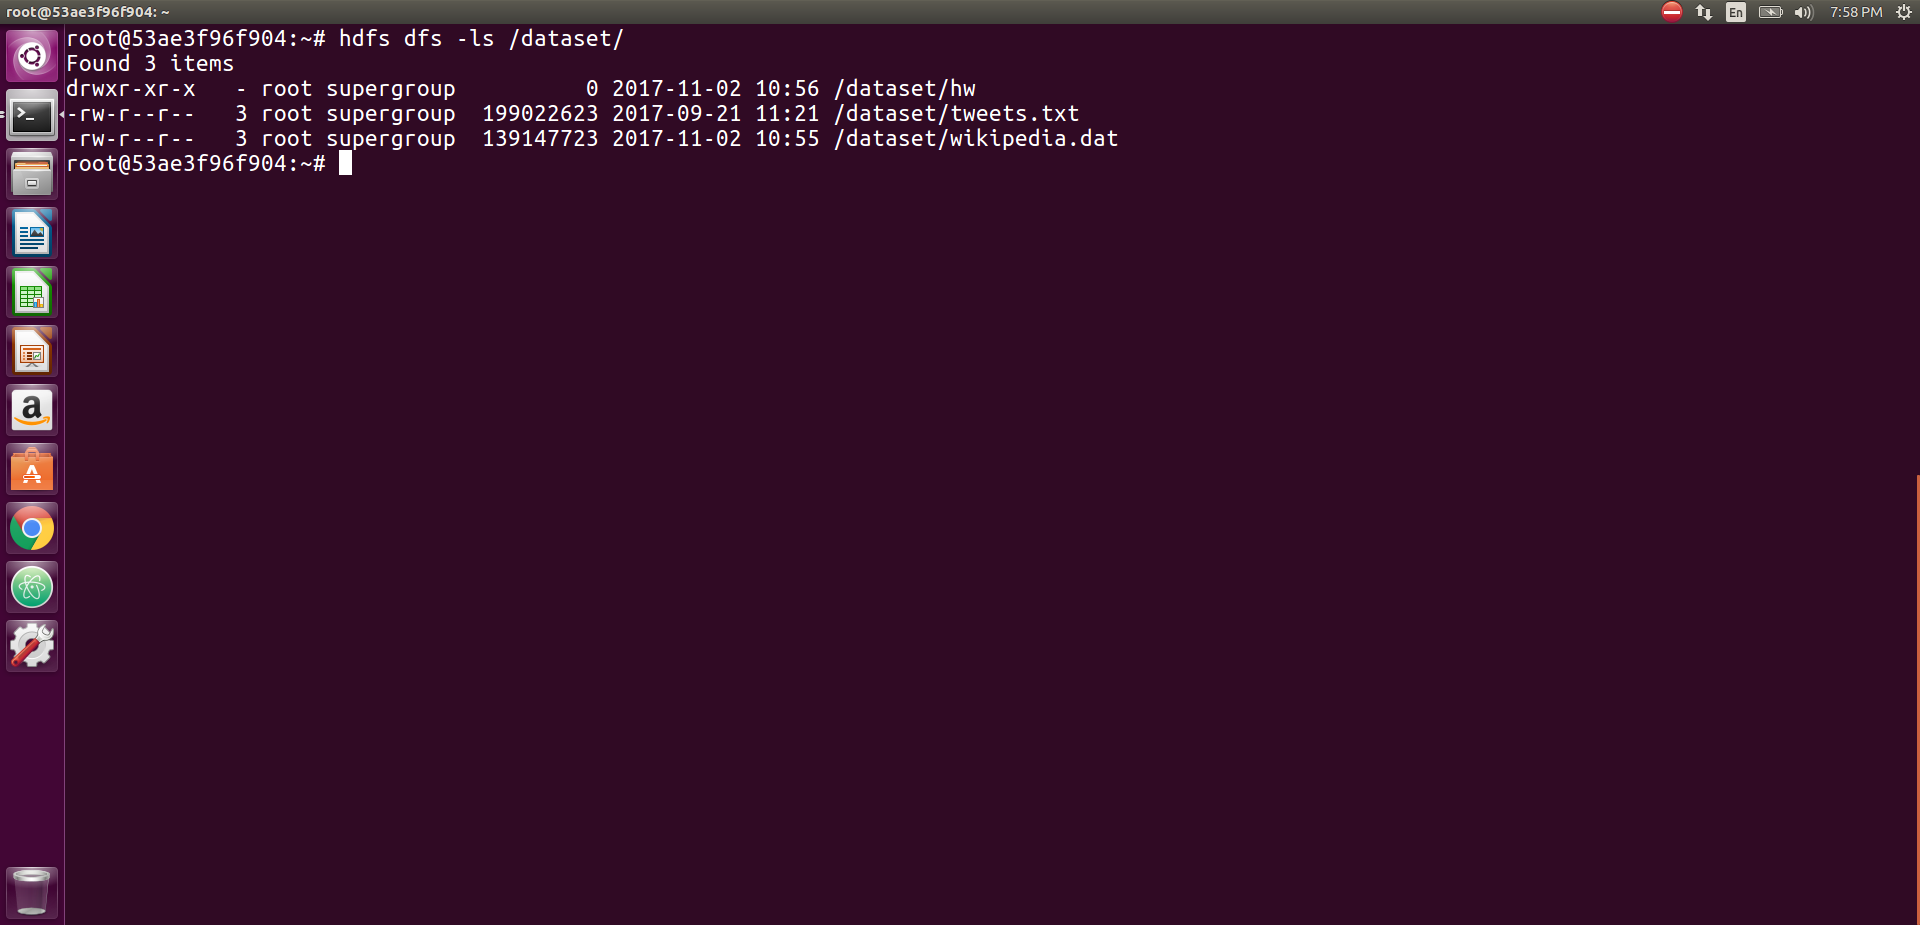 root@53ae3f96f904: ~
En
7:58 PM
root@53ae3f96f904:~# hdfs dfs -ls /dataset/
Found 3 items
drwxr-xr-x   - root supergroup          0 2017-11-02 10:56 /dataset/hw
-rw-r--r--   3 root supergroup  199022623 2017-09-21 11:21 /dataset/tweets.txt
-rw-r--r--   3 root supergroup  139147723 2017-11-02 10:55 /dataset/wikipedia.dat
root@53ae3f96f904:~#